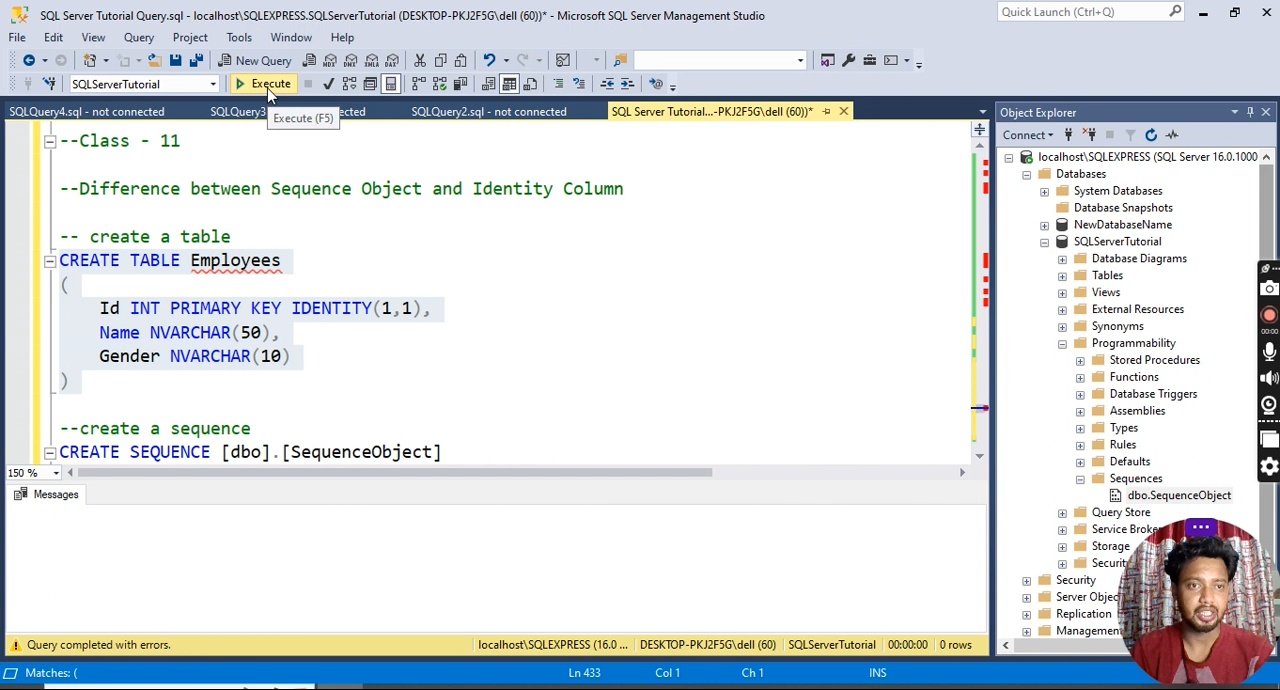 SQL Server Tutorial Query.sql - localhost\SQLEXPRESS.SQLServerTutorial (DESKTOP-PKJ2F5G\dell (60))* - Microsoft SQL Server Management Studio
Quick Launch (Ctrl+Q)
File Edit View Query Project Tools Window Help
New Query
SQLServerTutorial
Execute
SQLQuery4.sql - not connected
SQLQuery3
nected
SQLQuery2.sql - not connected
SQL Server Tutorial...-PKJ2F5G\dell (60))*
Execute (F5)
--Class - 11
--Difference between Sequence Object and Identity Column
-- create a table
CREATE TABLE Employees
(
Id INT PRIMARY KEY IDENTITY(1,1),
Name NVARCHAR(50),
Gender NVARCHAR(10)
)
--create a sequence
CREATE SEQUENCE [dbo].[SequenceObject]
150 %
Messages
Query completed with errors.
localhost\SQLEXPRESS (16.0 ...
DESKTOP-PKJ2F5G\dell (60)
SQLServerTutorial
00:00:00
0 rows
Matches: (
Ln 433
Col 1
Ch 1
INS
Object Explorer
Connect
localhost\SQLEXPRESS (SQL Server 16.0.1000
Databases
System Databases
Database Snapshots
NewDatabaseName
SQLServerTutorial
Database Diagrams
Tables
Views
External Resources
Synonyms
Programmability
Stored Procedures
Functions
Database Triggers
Assemblies
Types
Rules
Defaults
Sequences
dbo.SequenceObject
Query Store
Service Broke
Storage
Securi
Security
Server Obje
Replication
Management
00:00